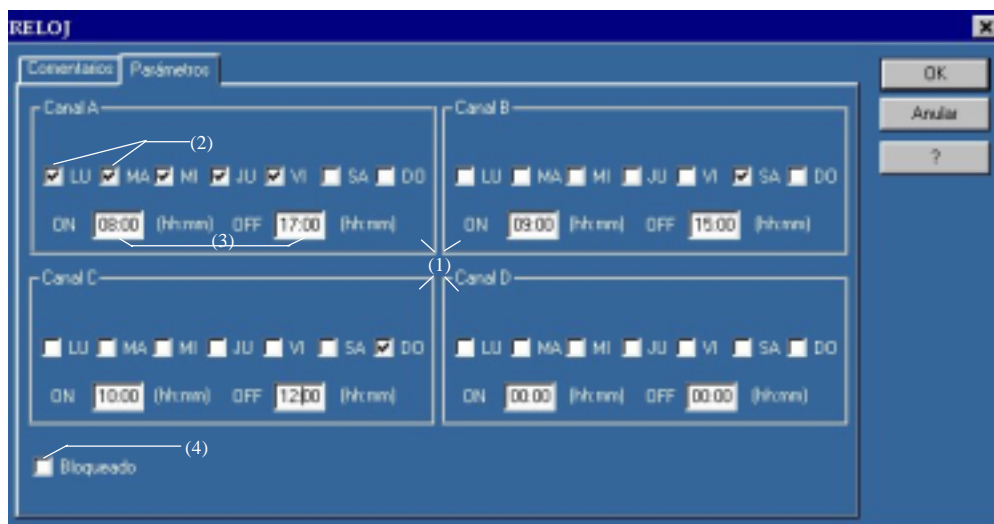 RELOJ
Comentarios Parámetros
OK
Anular
?
Canal A
(2)
LU MA MI JU VI SA DO
ON 08:00 (hh:mm) OFF 17:00 (hh:mm)
(3)
Canal B
LU MA MI JU VI SA DO
ON 09:00 (hh:mm) OFF 15:00 (hh:mm)
(1)
Canal C
LU MA MI JU VI SA DO
ON 10:00 (hh:mm) OFF 12:00 (hh:mm)
Canal D
LU MA MI JU VI SA DO
ON 00:00 (hh:mm) OFF 00:00 (hh:mm)
(4)
Bloqueado